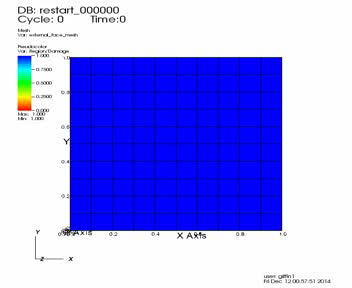 DB: restart_000000
Cycle: 0 Time:0
Mesh
Var: external_face_mesh
Pseudocolor
Var: Region/Damage
1.000
0.7500
0.5000
0.2500
0.000
Max: 1.000
Min: 1.000
1.0
0.8
0.6
Y
0.4
0.2
Axis
0.2
0.4
X Axis
0.8
1.0
Y
Z
X
user: giffin1
Fri Dec 12 00:57:51 2014